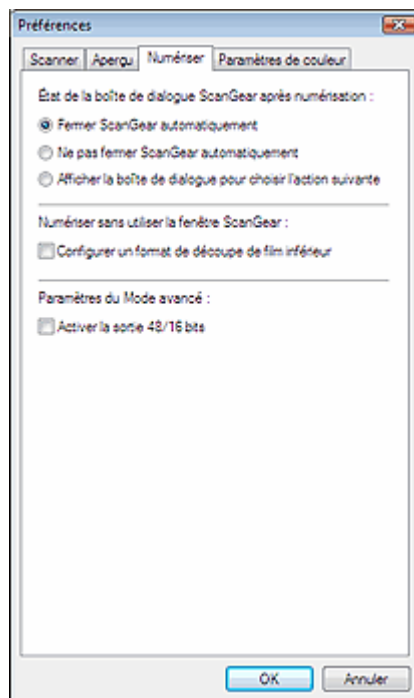 Préférences
Scanner
Aperçu
Numériser
Paramètres de couleur
État de la boîte de dialogue ScanGear après numérisation :
Fermer ScanGear automatiquement
Ne pas fermer ScanGear automatiquement
Afficher la boîte de dialogue pour choisir l'action suivante
Numériser sans utiliser la fenêtre ScanGear :
Configurer un format de découpe de film inférieur
Paramètres du Mode avancé :
Activer la sortie 48/16 bits
OK
Annuler